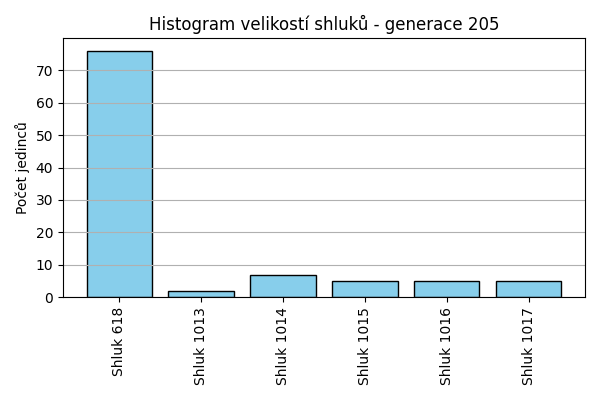 Histogram velikostí shluků - generace 205
Počet jedinců
70
60
50
40
30
20
10
0
Shluk 618
Shluk 1013
Shluk 1014
Shluk 1015
Shluk 1016
Shluk 1017